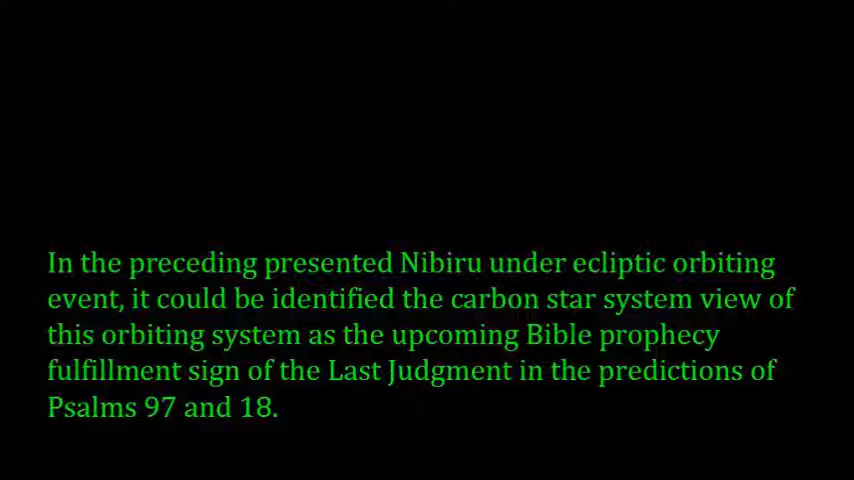 In the preceding presented Nibiru under ecliptic orbiting
event, it could be identified the carbon star system view of
this orbiting system as the upcoming Bible prophecy
fulfillment sign of the Last Judgment in the predictions of
Psalms 97 and 18.